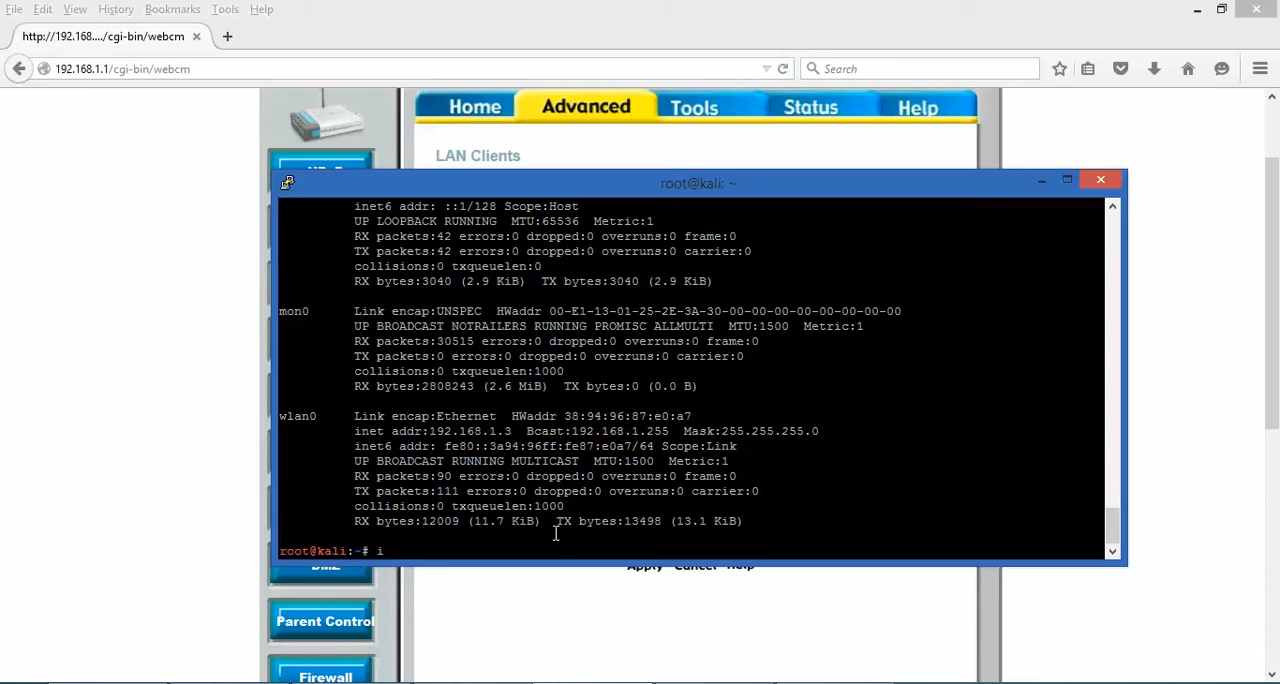 File Edit View History Bookmarks Tools Help
http://192.168..../cgi-bin/webcm
192.168.1.1/cgi-bin/webcm
Search
Home Advanced Tools Status Help
LAN Clients
root@kali: ~
inet6 addr: ::1/128 Scope:Host
UP LOOPBACK RUNNING MTU:65536 Metric:1
RX packets:42 errors:0 dropped:0 overruns:0 frame:0
TX packets:42 errors:0 dropped:0 overruns:0 carrier:0
collisions:0 txqueuelen:0
RX bytes:3040 (2.9 KiB) TX bytes:3040 (2.9 KiB)
mon0 Link encap:UNSPEC HWaddr 00-E1-13-01-25-2E-3A-30-00-00-00-00-00-00-00-00
UP BROADCAST NOTRAILERS RUNNING PROMISC ALLMULTI MTU:1500 Metric:1
RX packets:30515 errors:0 dropped:0 overruns:0 frame:0
TX packets:0 errors:0 dropped:0 overruns:0 carrier:0
collisions:0 txqueuelen:1000
RX bytes:2808243 (2.6 MiB) TX bytes:0 (0.0 B)
wlan0 Link encap:Ethernet HWaddr 38:94:96:87:e0:a7
inet addr:192.168.1.3 Bcast:192.168.1.255 Mask:255.255.255.0
inet6 addr: fe80::3a94:96ff:fe87:e0a7/64 Scope:Link
UP BROADCAST RUNNING MULTICAST MTU:1500 Metric:1
RX packets:90 errors:0 dropped:0 overruns:0 frame:0
TX packets:111 errors:0 dropped:0 overruns:0 carrier:0
collisions:0 txqueuelen:1000
RX bytes:12009 (11.7 KiB) TX bytes:13498 (13.1 KiB)
root@kali:~# i
DMZ
Apply Cancel Help
Parent Control
Firewall